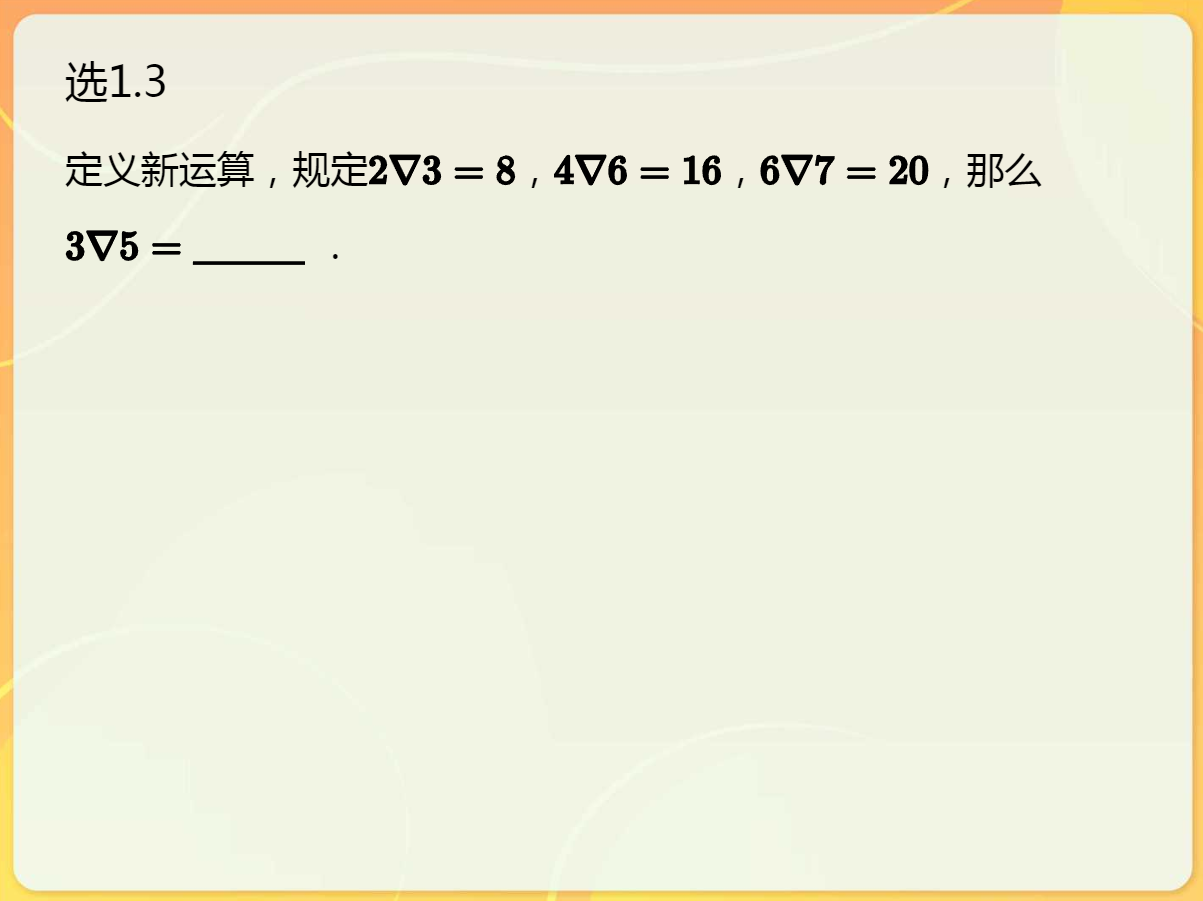 选1.3
定义新运算，规定2∇3 = 8，4∇6 = 16，6∇7 = 20，那么
3∇5 = ______ ．